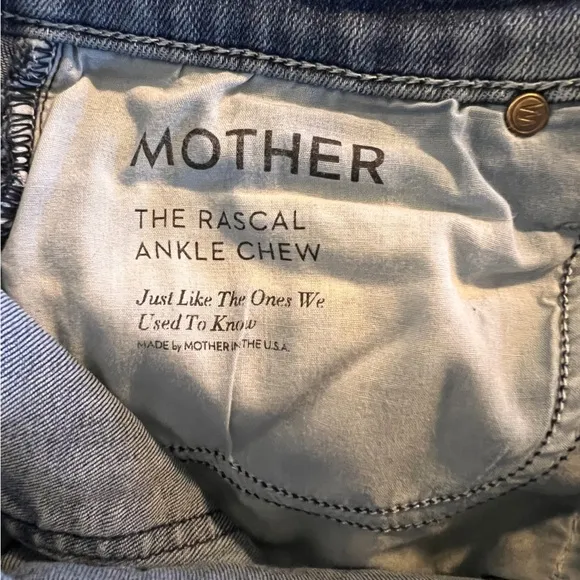 MOTHER
THE RASCAL
ANKLE CHEW
Just Like The Ones We
Used To Know
MADE by MOTHER IN THE U.S.A.